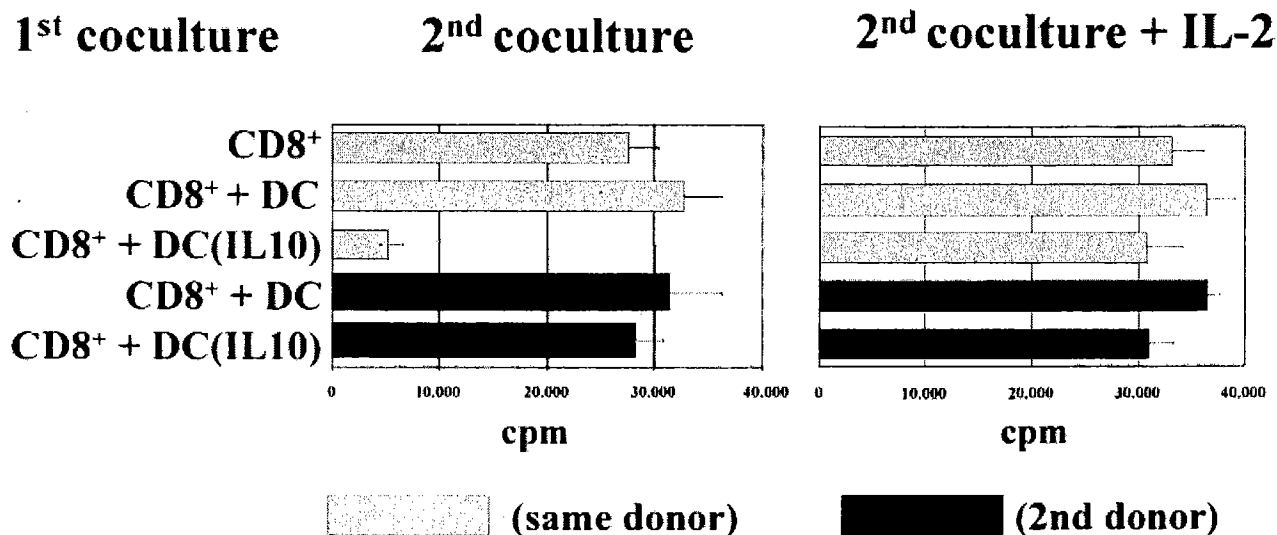 1st coculture 2nd coculture 2nd coculture + IL-2
CD8+
CD8+ + DC
CD8+ + DC(IL10)
CD8+ + DC
CD8+ + DC(IL10)
0 10,000 20,000 30,000 40,000
0 10,000 20,000 30,000 40,000
cpm cpm
(same donor) (2nd donor)